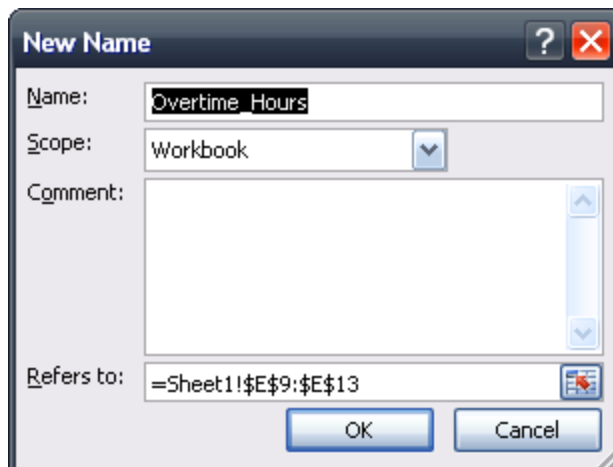 New Name
?
Name: Overtime_Hours
Scope: Workbook
Comment:
Refers to: =Sheet1!$E$9:$E$13
OK Cancel